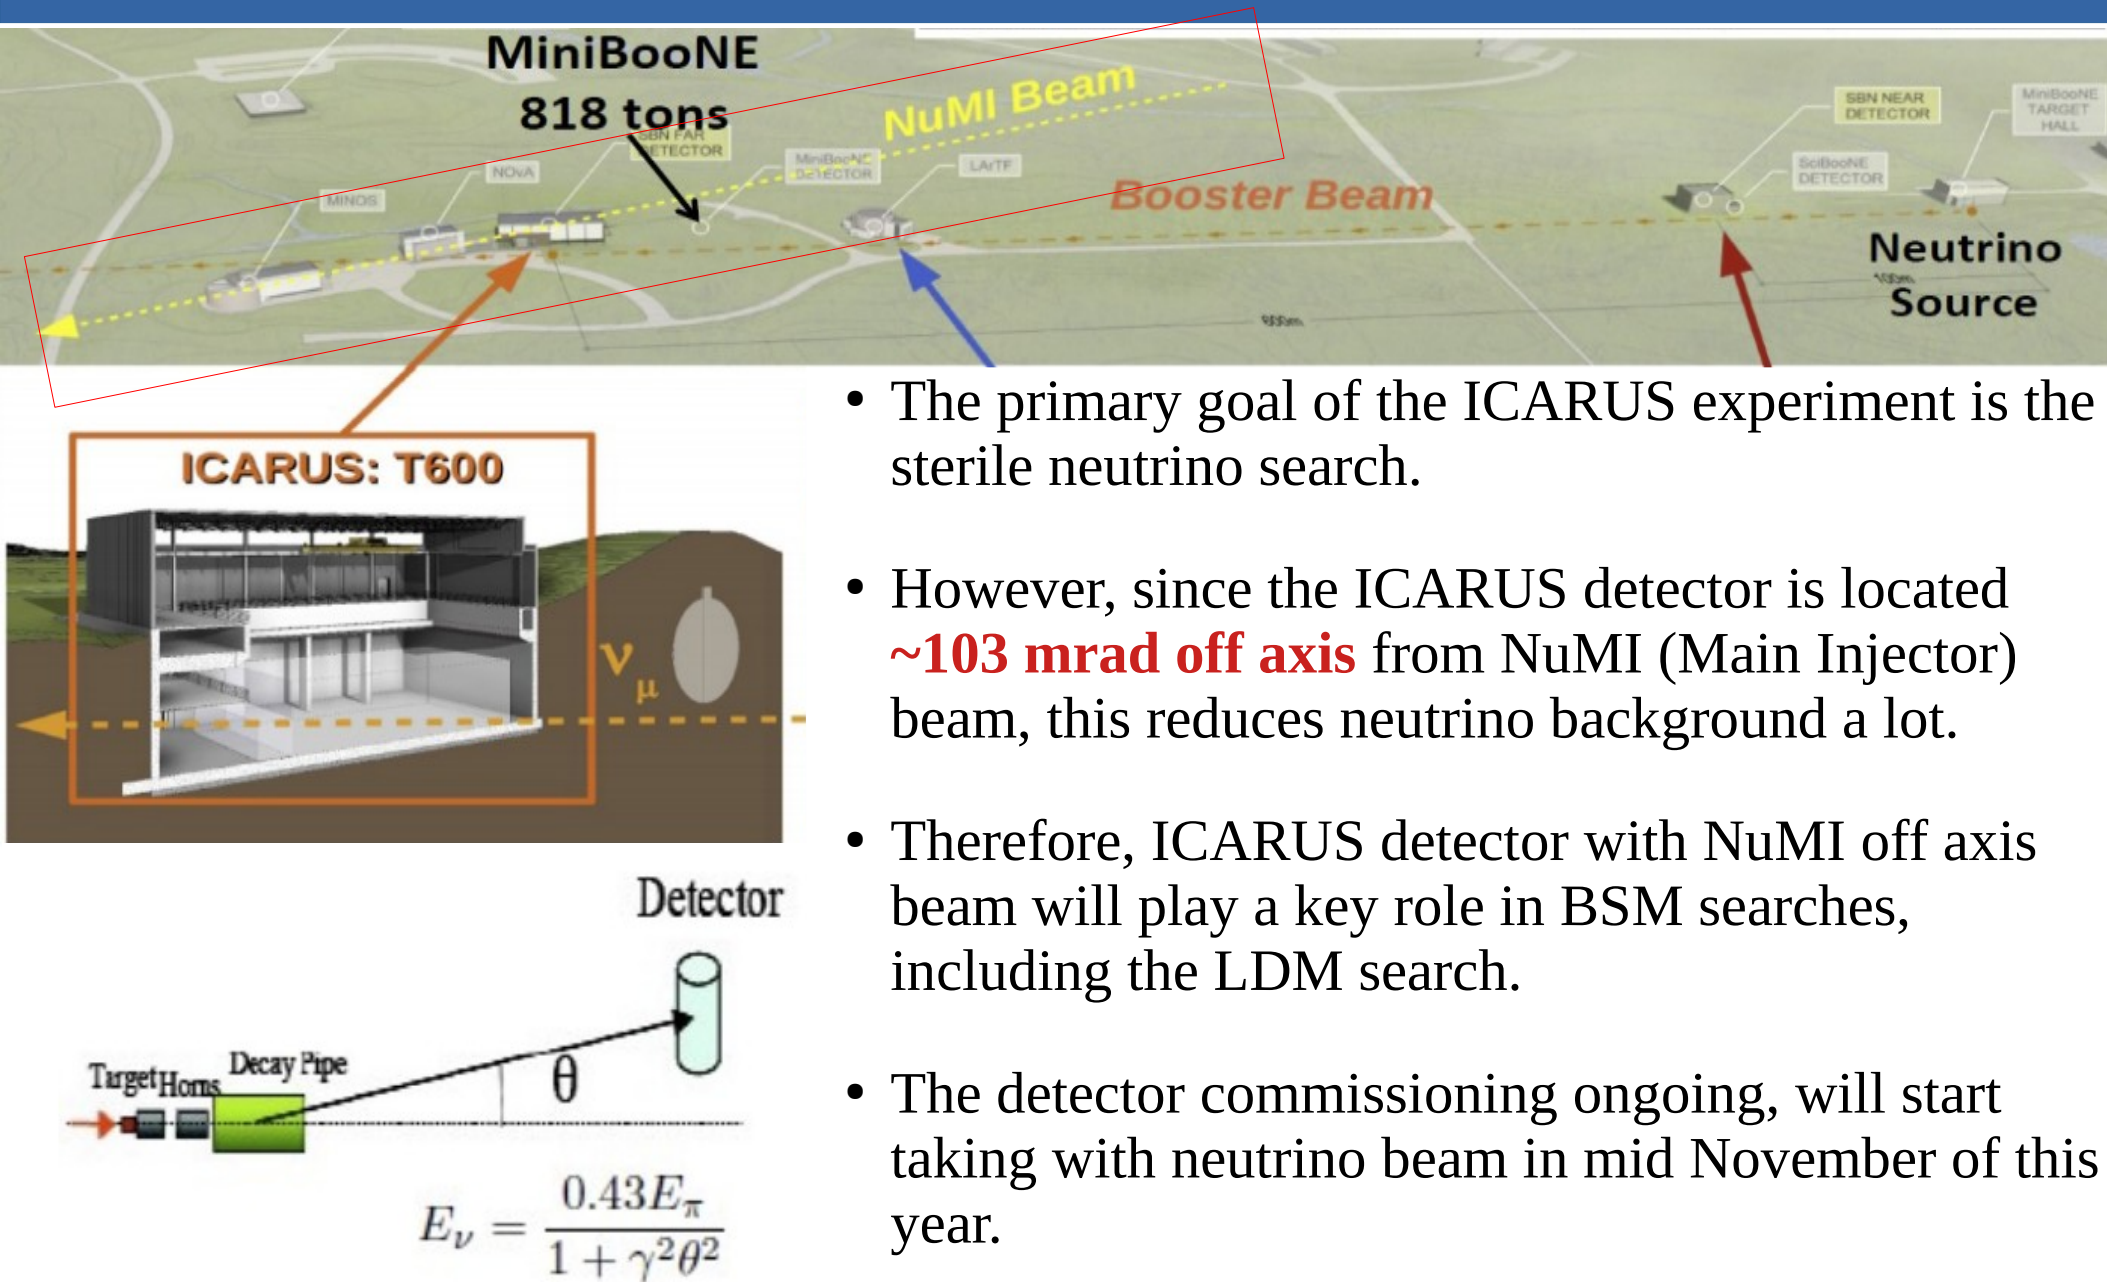 MiniBooNE
818 tons
NuMI Beam
SBN FAR
DETECTOR
MiniBooNE
DETECTOR
LArTF
NOvA
MINOS
Booster Beam
SBN NEAR
DETECTOR
MiniBooNE
TARGET
HALL
SciBooNE
DETECTOR
Neutrino
100m
Source
600m
ICARUS: T600
ν μ
• The primary goal of the ICARUS experiment is the
sterile neutrino search.
• However, since the ICARUS detector is located
~103 mrad off axis from NuMI (Main Injector)
beam, this reduces neutrino background a lot.
• Therefore, ICARUS detector with NuMI off axis
beam will play a key role in BSM searches,
including the LDM search.
• The detector commissioning ongoing, will start
taking with neutrino beam in mid November of this
year.
Detector
Target Horns Decay Pipe
θ
E_ν = 0.43E_π / 1 + γ²θ²